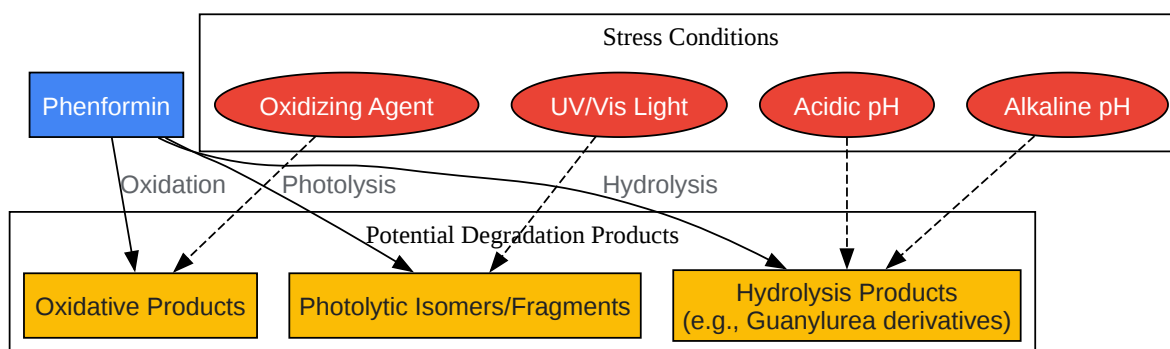 Stress Conditions
Phenformin
Oxidizing Agent
UV/Vis Light
Acidic pH
Alkaline pH
Oxidation
Photolysis
Hydrolysis
Potential Degradation Products
Oxidative Products
Photolytic Isomers/Fragments
Hydrolysis Products
(e.g., Guanylurea derivatives)